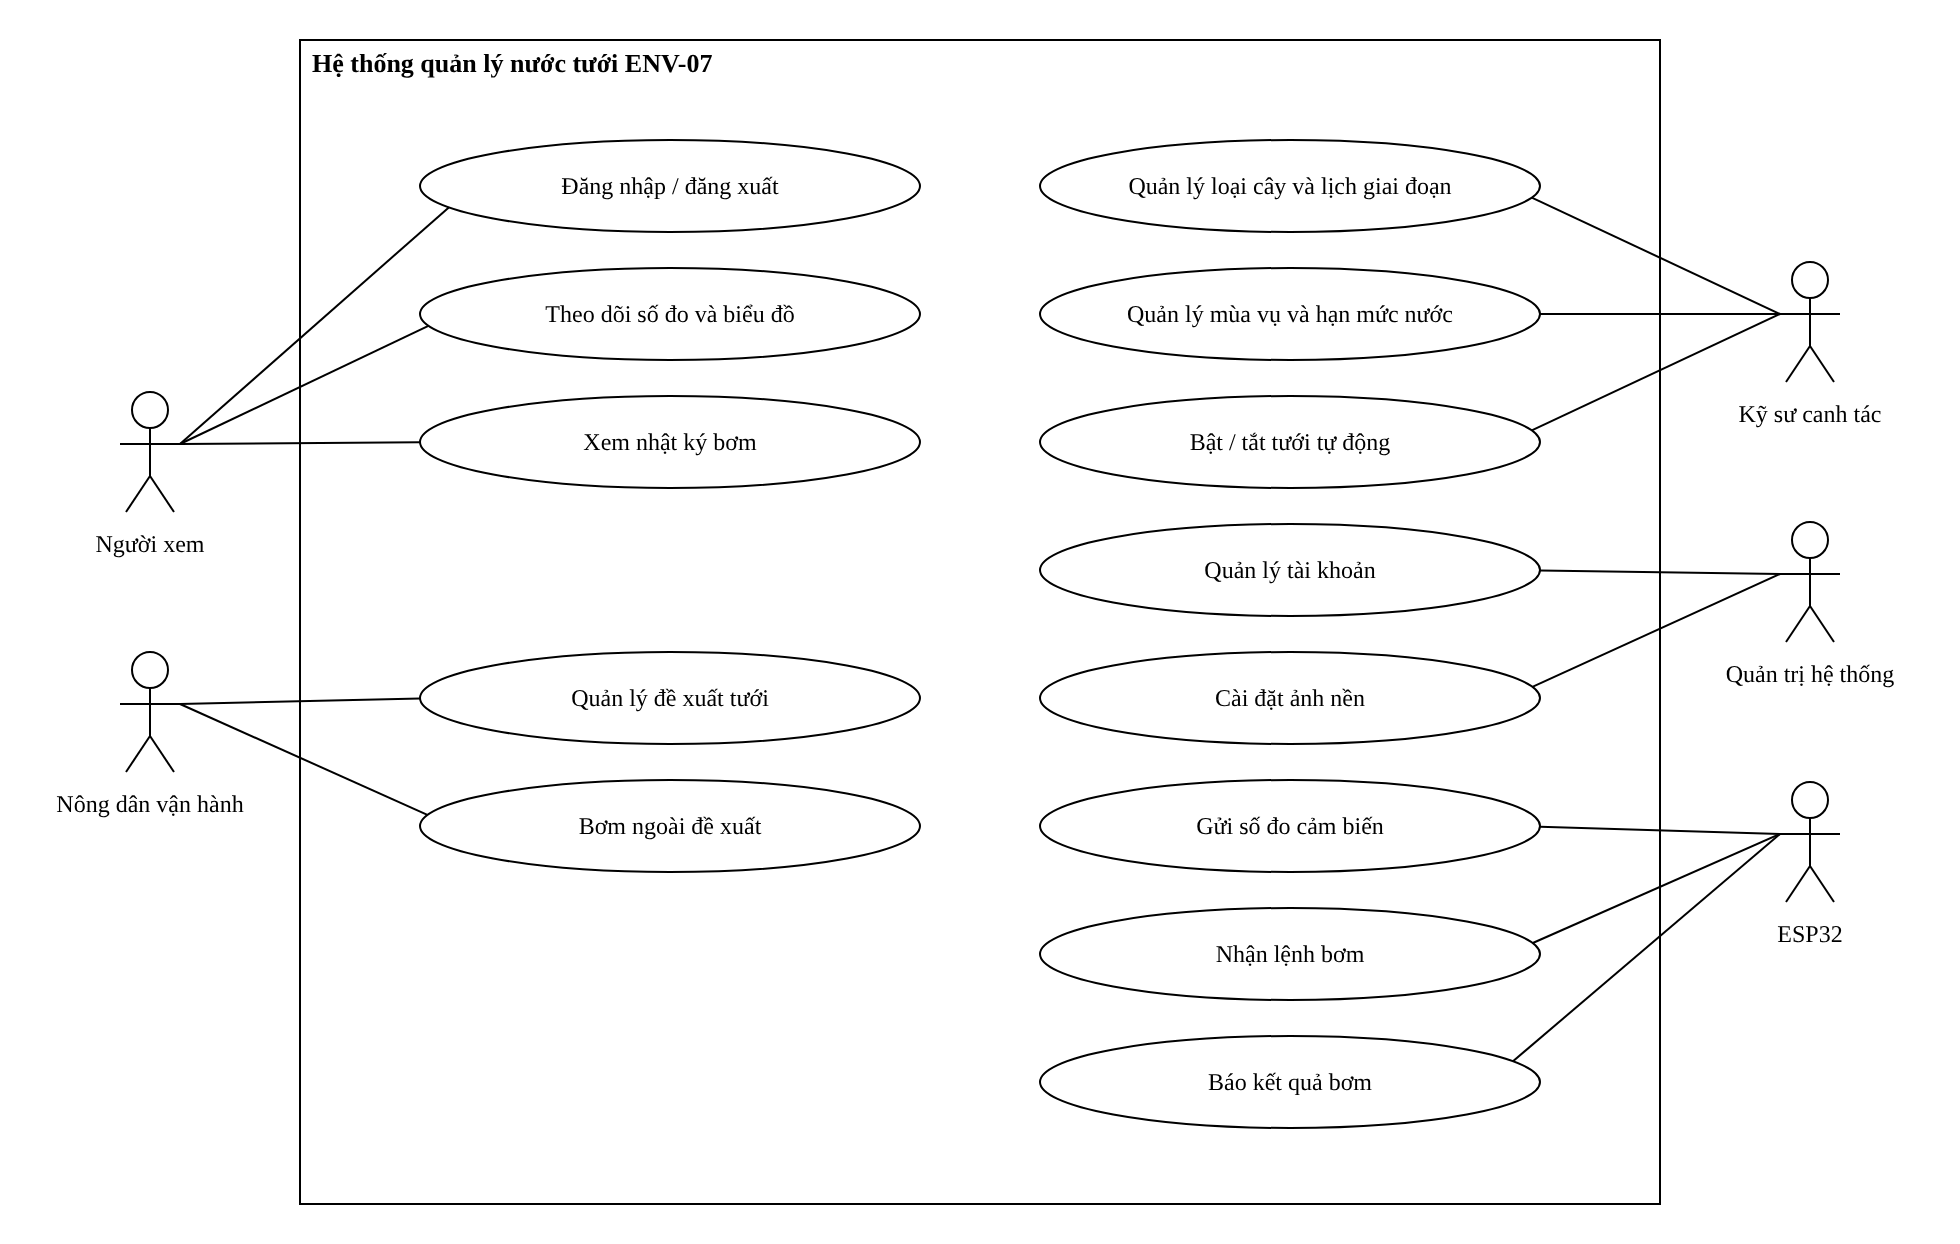 Hệ thống quản lý nước tưới ENV-07
Đăng nhập / đăng xuất
Theo dõi số đo và biểu đồ
Xem nhật ký bơm
Người xem
Quản lý đề xuất tưới
Bơm ngoài đề xuất
Nông dân vận hành
Quản lý loại cây và lịch giai đoạn
Quản lý mùa vụ và hạn mức nước
Bật / tắt tưới tự động
Kỹ sư canh tác
Quản lý tài khoản
Cài đặt ảnh nền
Quản trị hệ thống
Gửi số đo cảm biến
Nhận lệnh bơm
Báo kết quả bơm
ESP32